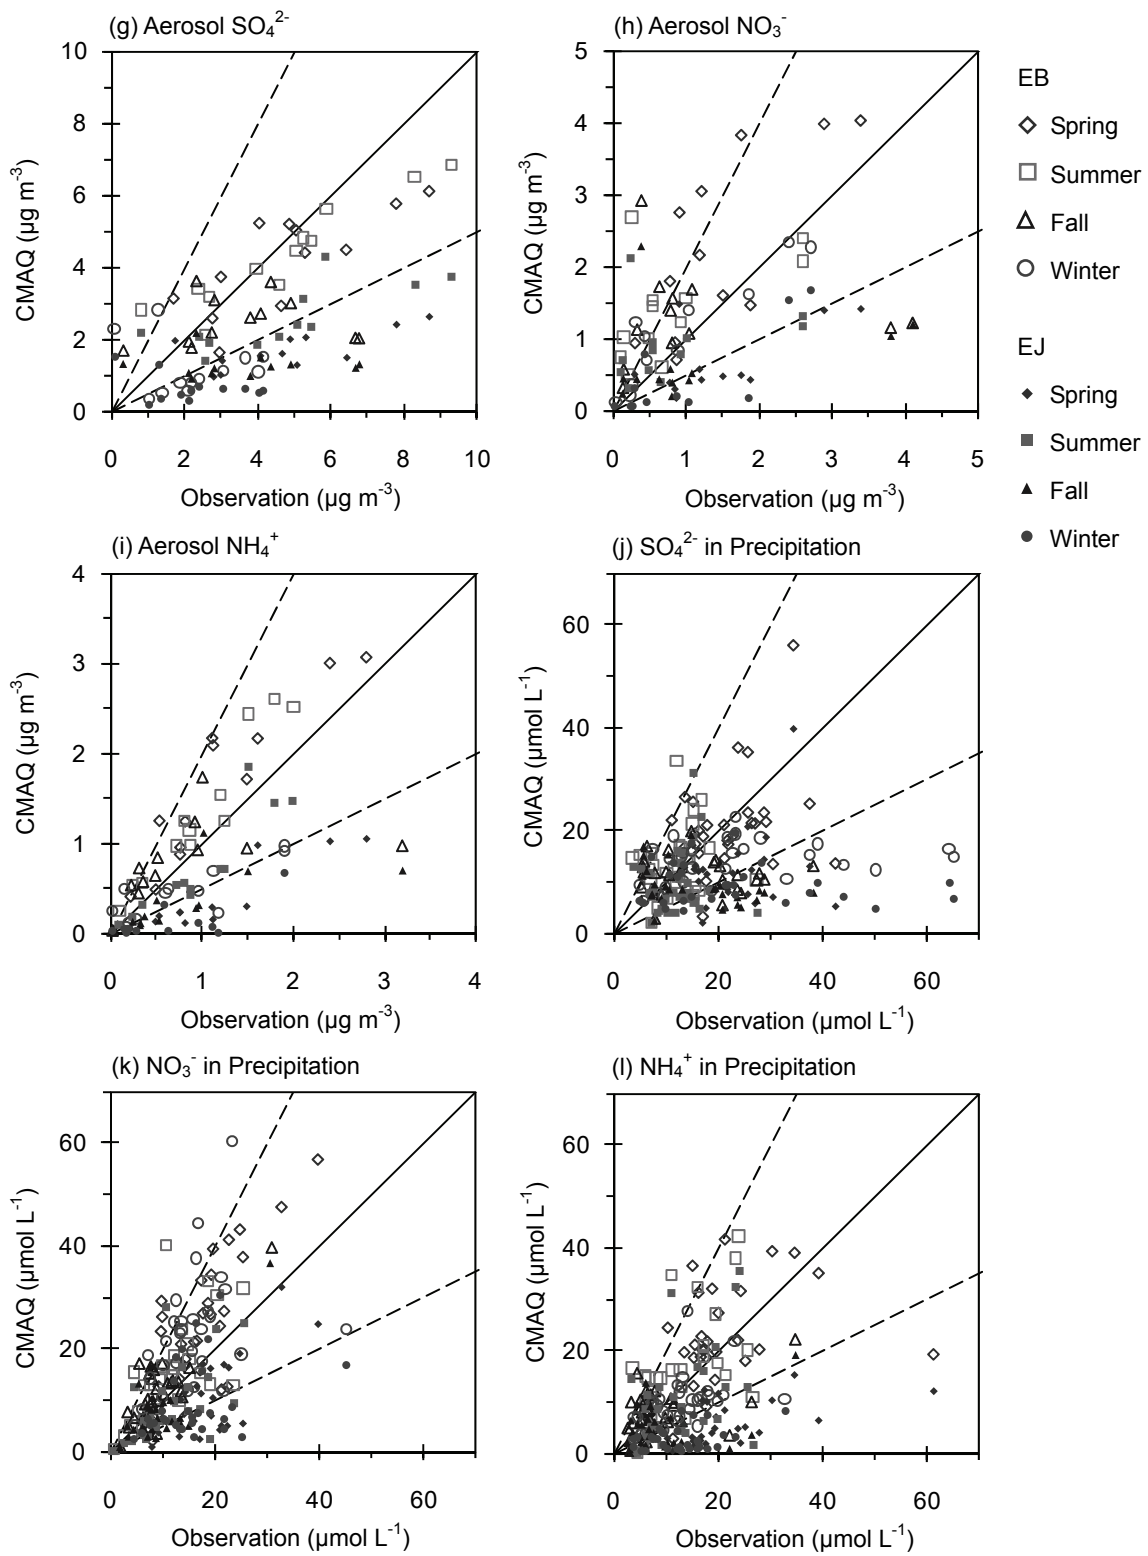 (g) Aerosol SO₄²⁻
10
8
6
4
2
0
CMAQ (µg m⁻³)
0 2 4 6 8 10
Observation (µg m⁻³)
(h) Aerosol NO₃⁻
5
4
3
2
1
0
CMAQ (µg m⁻³)
0 1 2 3 4 5
Observation (µg m⁻³)
EB
Spring
Summer
Fall
Winter
EJ
Spring
Summer
Fall
Winter
(i) Aerosol NH₄⁺
4
3
2
1
0
CMAQ (µg m⁻³)
0 1 2 3 4
Observation (µg m⁻³)
(j) SO₄²⁻ in Precipitation
60
40
20
0
CMAQ (µmol L⁻¹)
0 20 40 60
Observation (µmol L⁻¹)
(k) NO₃⁻ in Precipitation
60
40
20
0
CMAQ (µmol L⁻¹)
0 20 40 60
Observation (µmol L⁻¹)
(l) NH₄⁺ in Precipitation
60
40
20
0
CMAQ (µmol L⁻¹)
0 20 40 60
Observation (µmol L⁻¹)